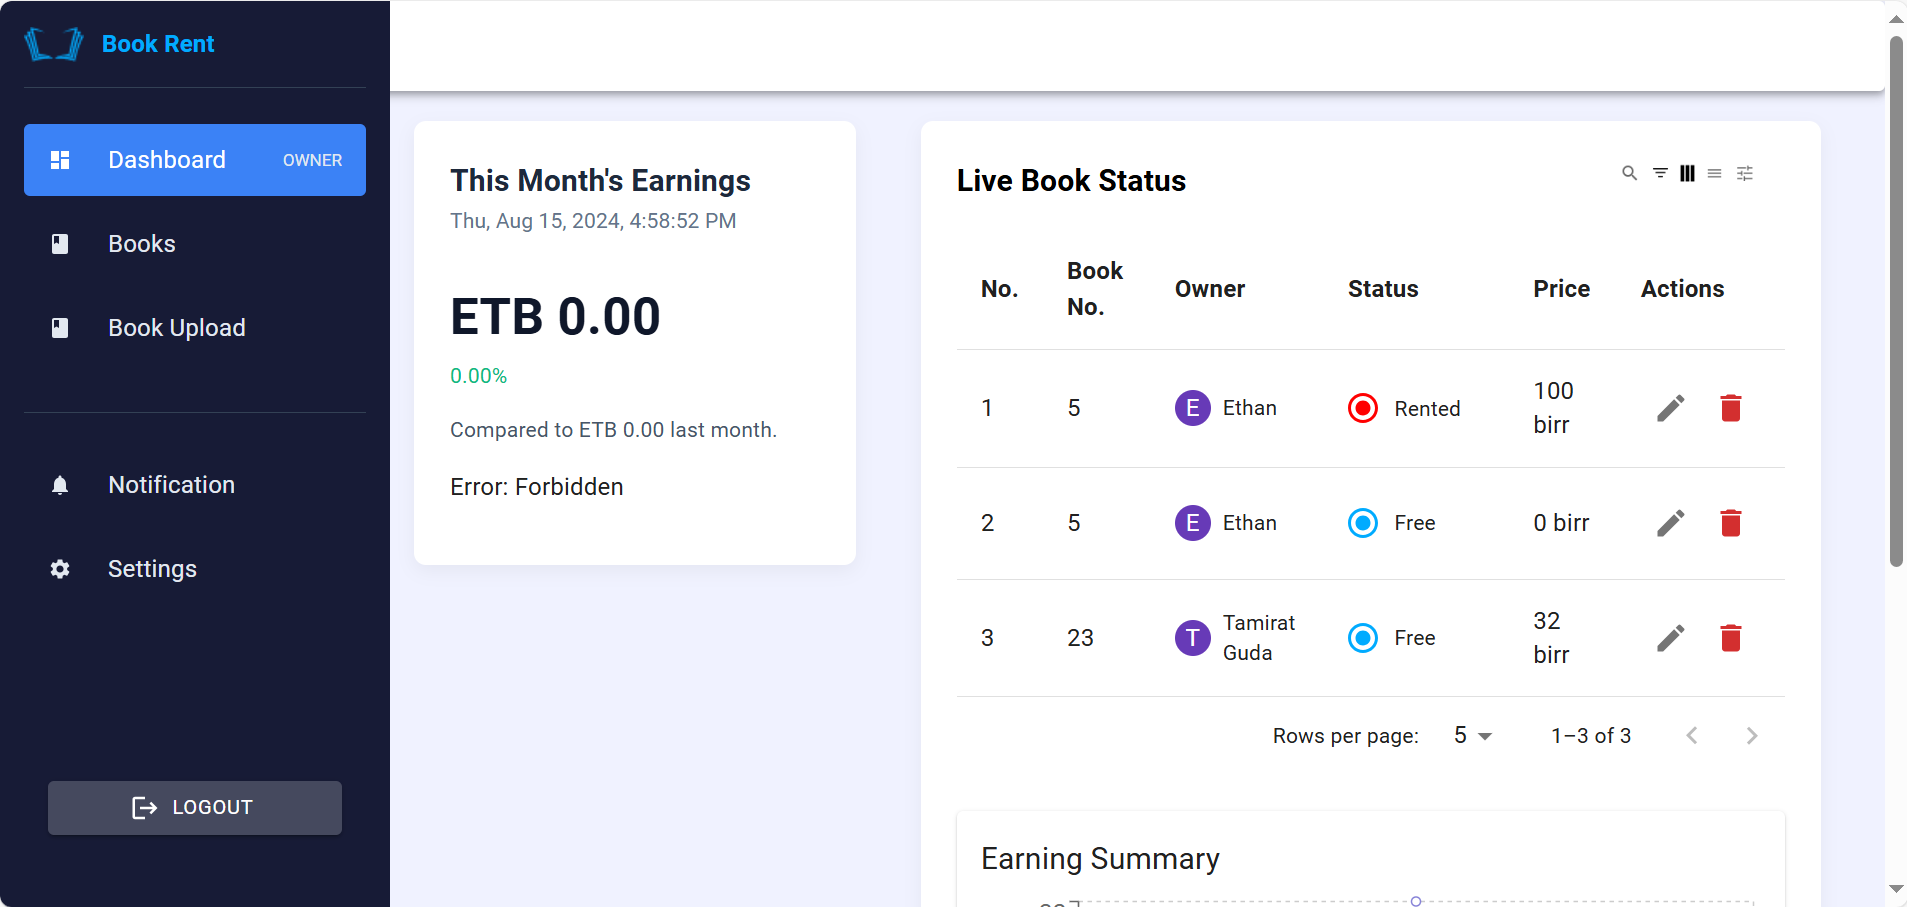 Book Rent
Dashboard OWNER
Books
Book Upload
Notification
Settings
LOGOUT
This Month's Earnings
Thu, Aug 15, 2024, 4:58:52 PM
ETB 0.00
0.00%
Compared to ETB 0.00 last month.
Error: Forbidden
Live Book Status
No. Book No. Owner Status Price Actions
1 5 E Ethan Rented 100 birr
2 5 E Ethan Free 0 birr
3 23 T Tamirat Guda Free 32 birr
Rows per page: 5 1–3 of 3
Earning Summary